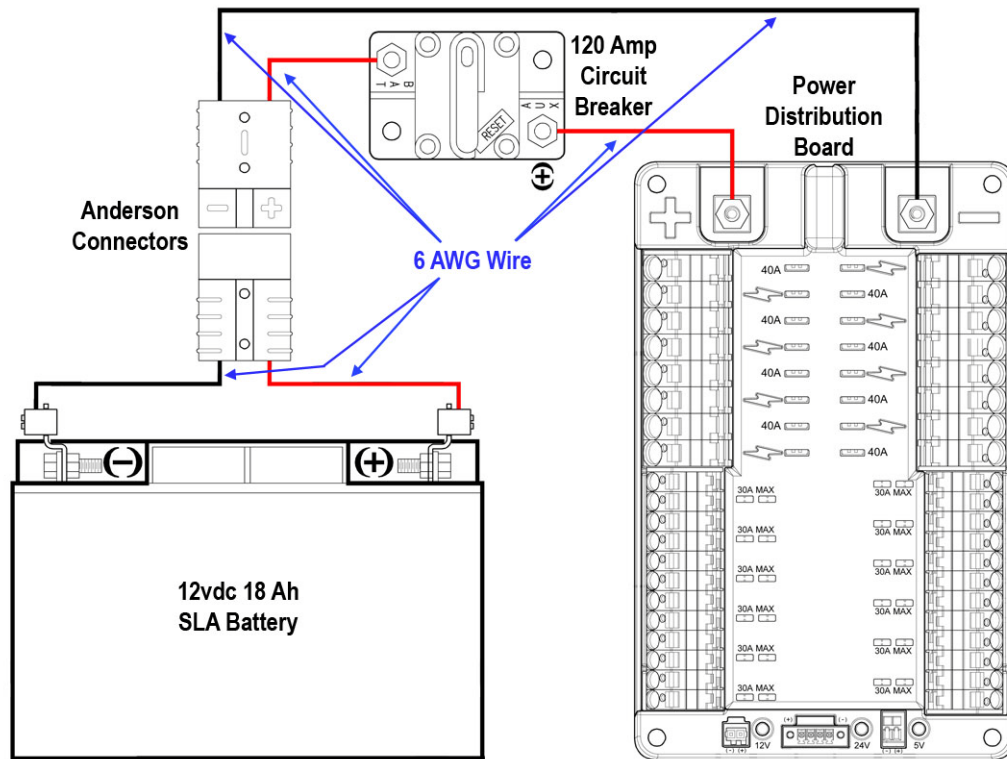 120 Amp
Circuit
Breaker
BAT
AUX
RESET
(+)
Power
Distribution
Board
Anderson
Connectors
6 AWG Wire
40A
40A
40A
40A
40A
40A
40A
40A
30A MAX 30A MAX
30A MAX 30A MAX
30A MAX 30A MAX
30A MAX 30A MAX
30A MAX 30A MAX
30A MAX 30A MAX
(-) (+)
12vdc 18 Ah
SLA Battery
(+) (-)
(-) (+) 12V 24V (-) (+) 5V